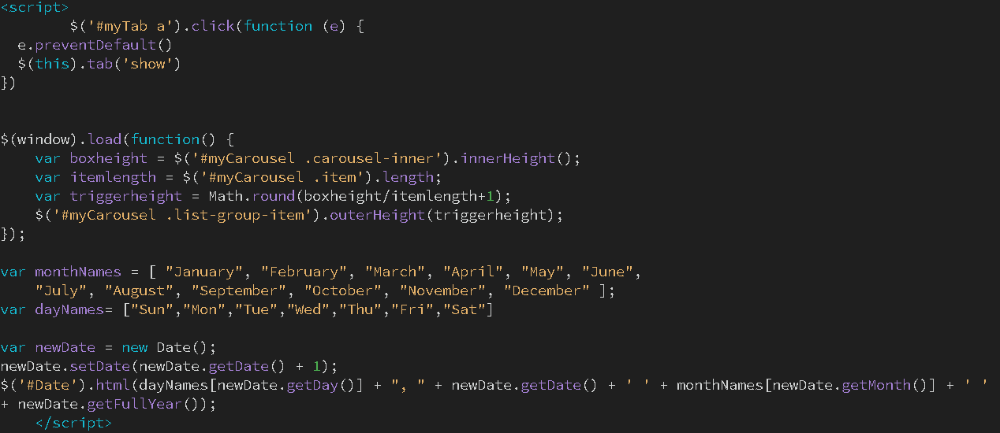 <script>
$('#myTab a').click(function (e) {
e.preventDefault()
$(this).tab('show')
})
$(window).load(function() {
var boxheight = $('#myCarousel .carousel-inner').innerHeight();
var itemlength = $('#myCarousel .item').length;
var triggerheight = Math.round(boxheight/itemlength+1);
$('#myCarousel .list-group-item').outerHeight(triggerheight);
});
var monthNames = [ "January", "February", "March", "April", "May", "June",
"July", "August", "September", "October", "November", "December" ];
var dayNames= ["Sun","Mon","Tue","Wed","Thu","Fri","Sat"]
var newDate = new Date();
newDate.setDate(newDate.getDate() + 1);
$('#Date').html(dayNames[newDate.getDay()] + ", " + newDate.getDate() + ' ' + monthNames[newDate.getMonth()] + ' '
+ newDate.getFullYear());
</script>